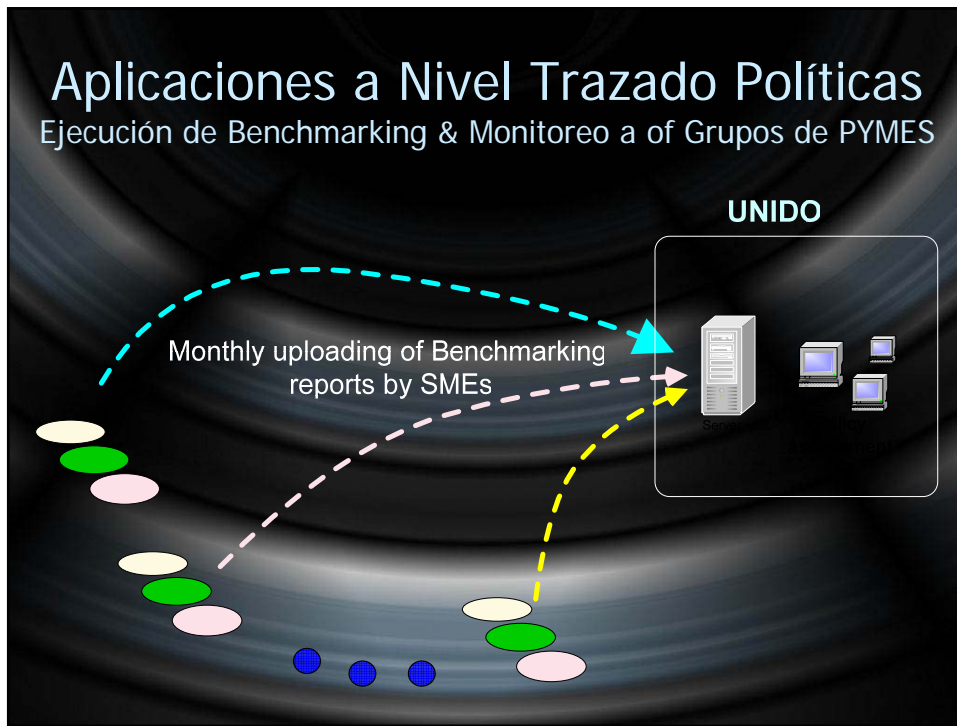 Aplicaciones a Nivel Trazado Políticas
Ejecución de Benchmarking & Monitoreo a of Grupos de PYMES
UNIDO
Monthly uploading of Benchmarking
reports by SMEs